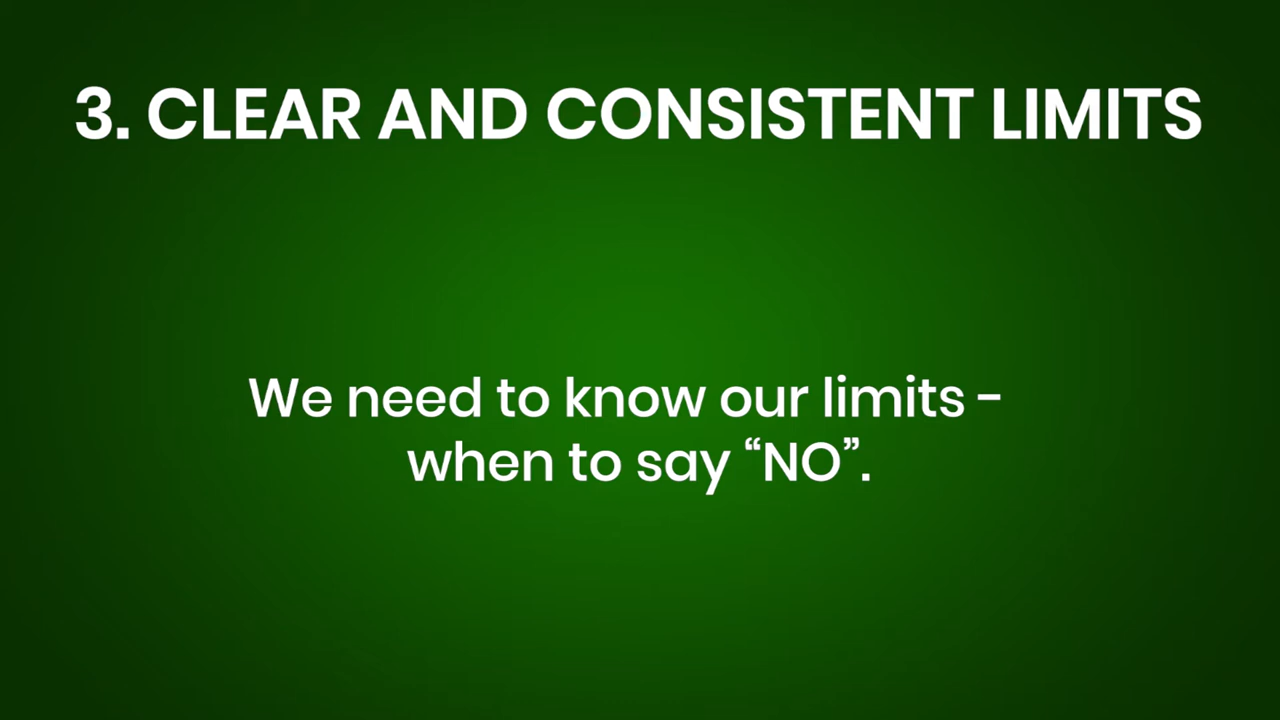 3. CLEAR AND CONSISTENT LIMITS
We need to know our limits -
when to say “NO”.